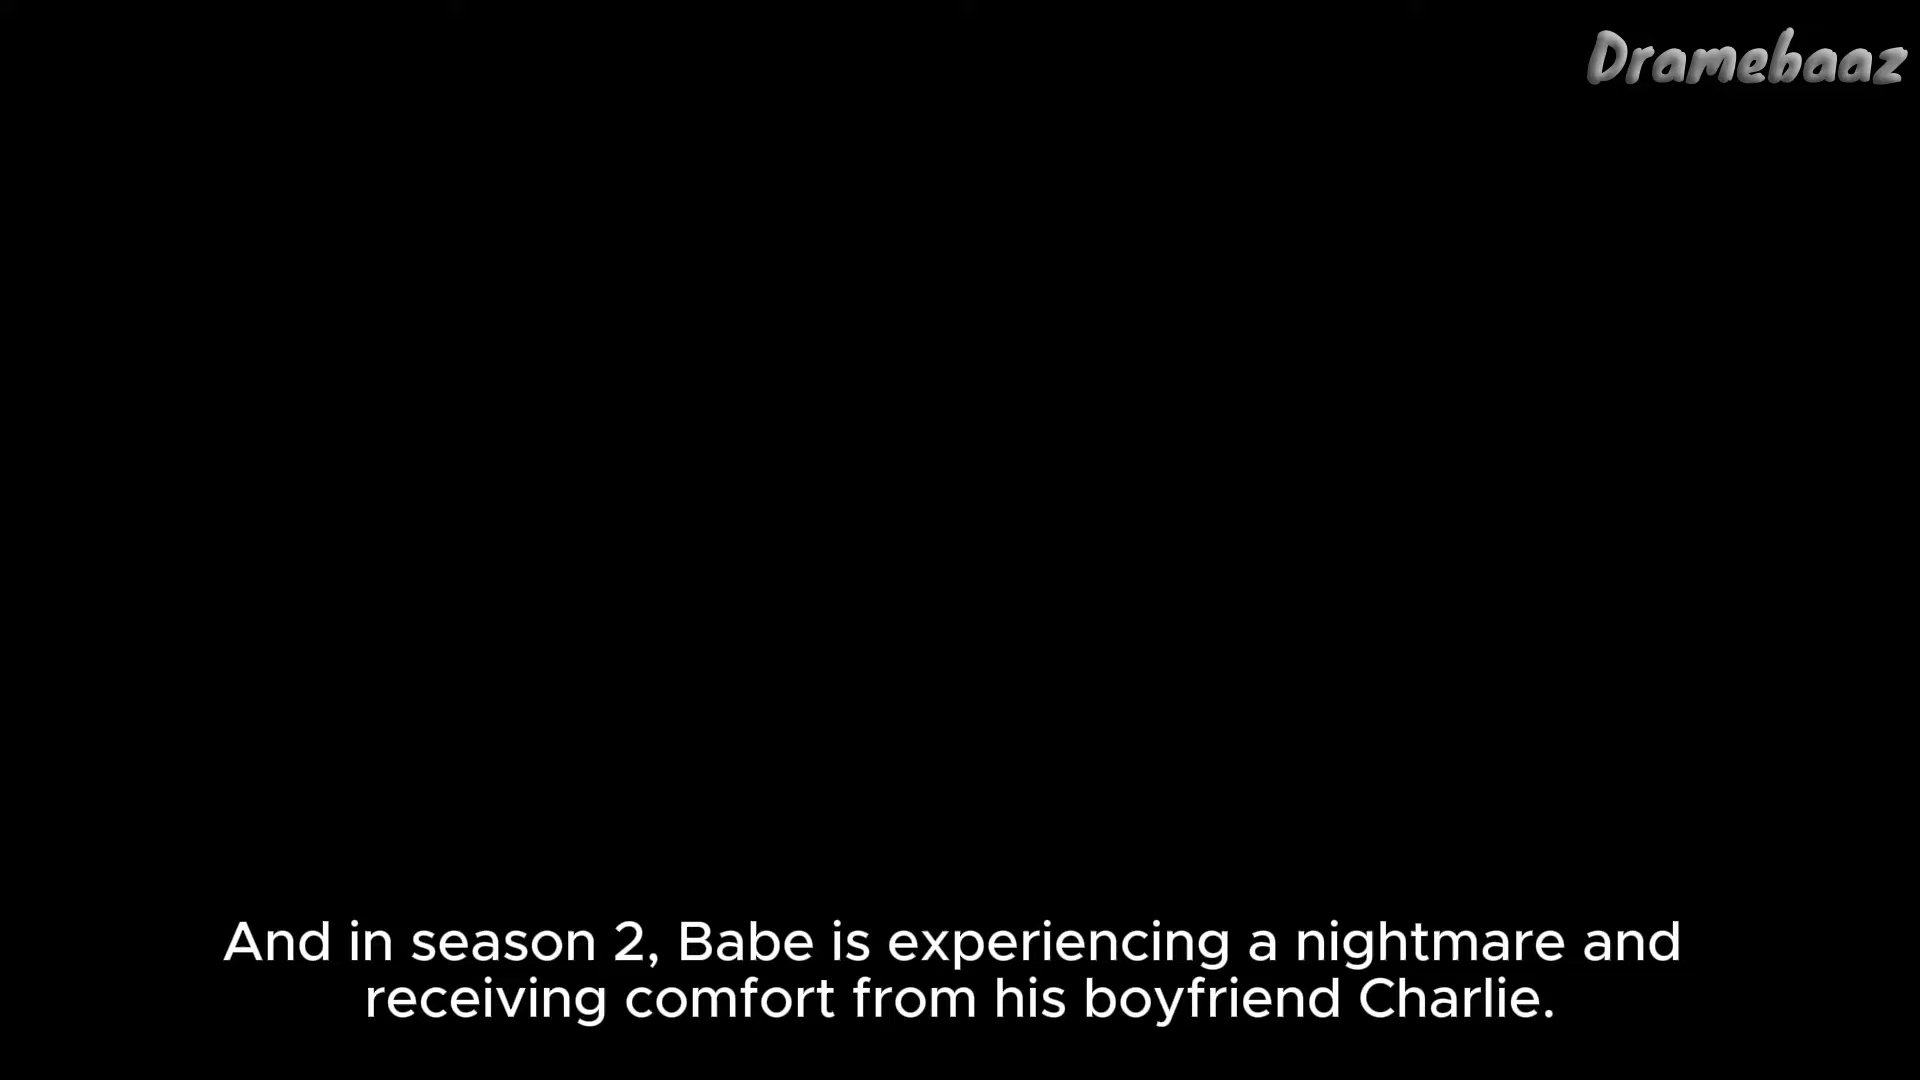 Dramebaaz
And in season 2, Babe is experiencing a nightmare and
receiving comfort from his boyfriend Charlie.